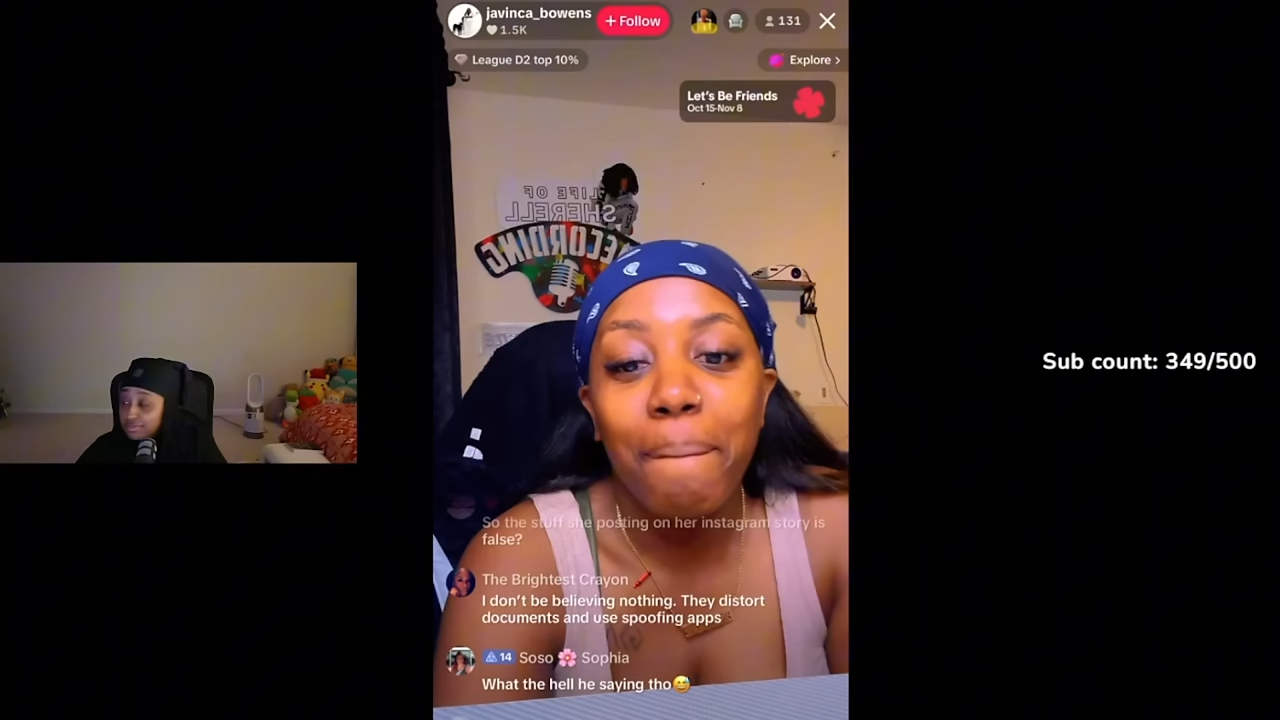 javinca_bowens
1.5K
+ Follow
131
League D2 top 10%
Explore >
Let's Be Friends
Oct 15-Nov 8
LIFE OF
SHERELL
RECORDING
So the stuff she posting on her instagram story is
false?
The Brightest Crayon 🖍️
I don't be believing nothing. They distort
documents and use spoofing apps
14 Soso 🌸 Sophia
What the hell he saying tho😅
Sub count: 349/500